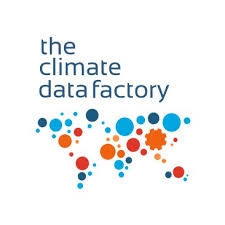 the
climate
data factory